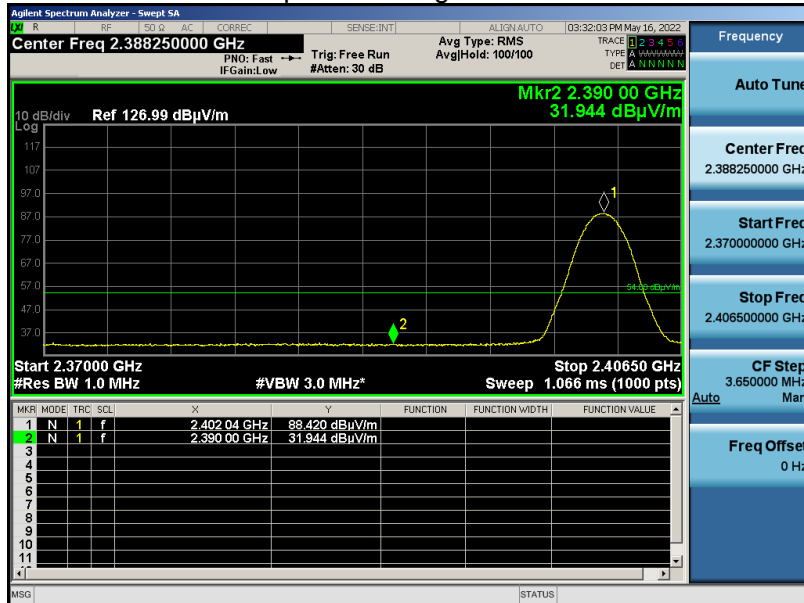 Agilent Spectrum Analyzer - Swept SA
LXI R RF 50 Ω AC CORREC SENSE:INT ALIGN AUTO 03:32:03 PM May 16, 2022
Center Freq 2.388250000 GHz
PNO: Fast
IFGain:Low
Trig: Free Run
#Atten: 30 dB
Avg Type: RMS
Avg|Hold: 100/100
TRACE 1 2 3 4 5 6
TYPE A WWWWW
DET A N N N N N
Mkr2 2.390 00 GHz
31.944 dBµV/m
10 dB/div Ref 126.99 dBµV/m
Log
117
107
97.0
87.0
77.0
67.0
57.0
47.0
37.0
1
54.00 dBµV/m
2
Start 2.37000 GHz Stop 2.40650 GHz
#Res BW 1.0 MHz #VBW 3.0 MHz* Sweep 1.066 ms (1000 pts)
MKR MODE TRC SCL X Y FUNCTION FUNCTION WIDTH FUNCTION VALUE
1 N 1 f 2.402 04 GHz 88.420 dBµV/m
2 N 1 f 2.390 00 GHz 31.944 dBµV/m
3
4
5
6
7
8
9
10
11
MSG STATUS
Frequency
Auto Tune
Center Freq
2.388250000 GHz
Start Freq
2.370000000 GHz
Stop Freq
2.406500000 GHz
CF Step
3.650000 MHz
Auto Man
Freq Offset
0 Hz